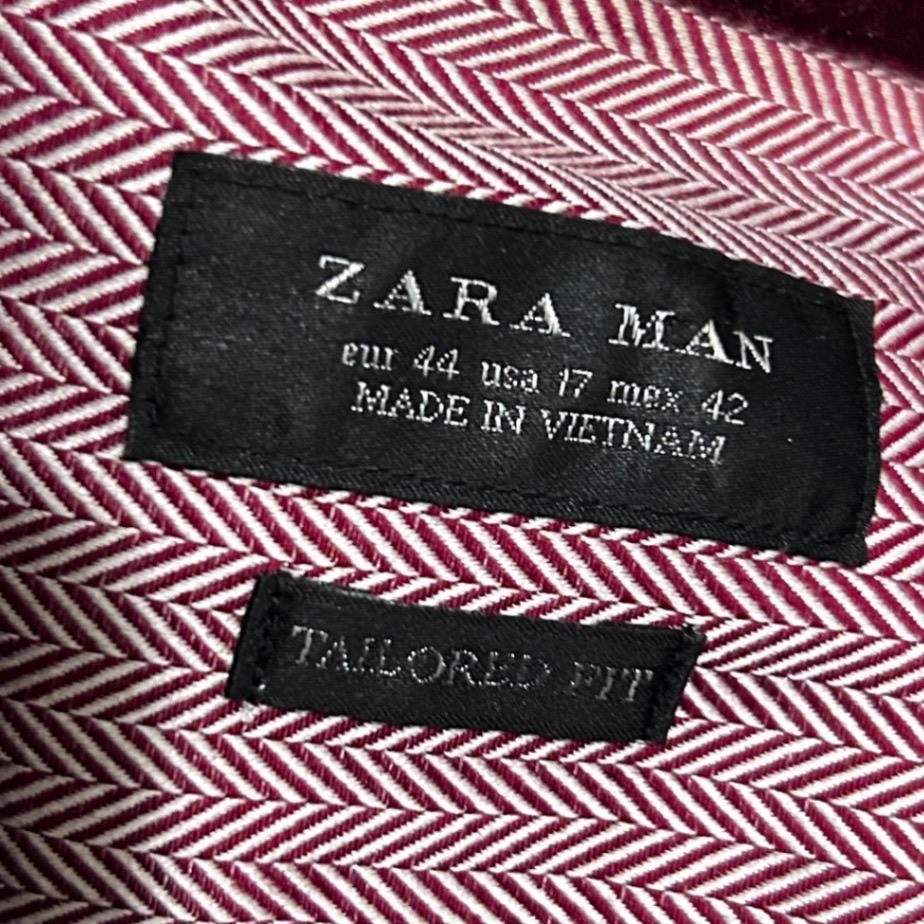 ZARA MAN
eur 44 usa 17 mex 42
MADE IN VIETNAM
TAILORED FIT